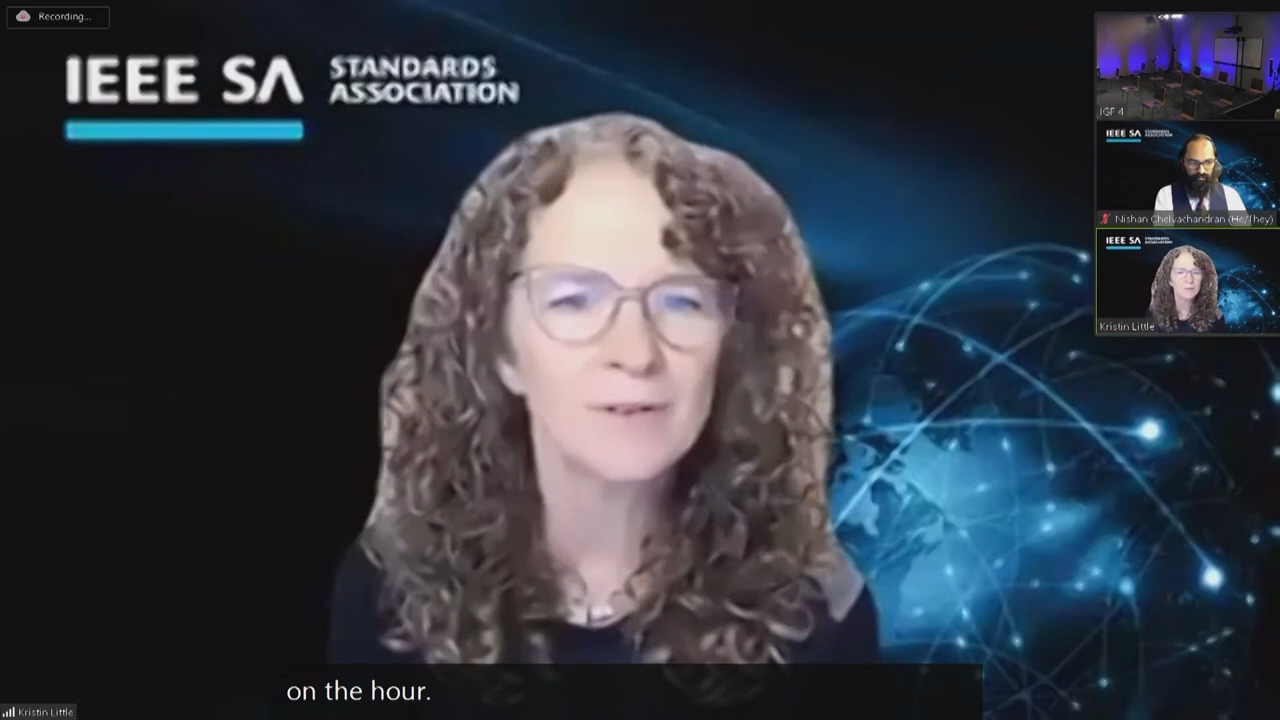 Recording...
IEEE SA STANDARDS
ASSOCIATION
IGF 4
IEEE SA STANDARDS
ASSOCIATION
Nishan Chelvachandran (He/They)
IEEE SA STANDARDS
ASSOCIATION
Kristin Little
on the hour.
Kristin Little